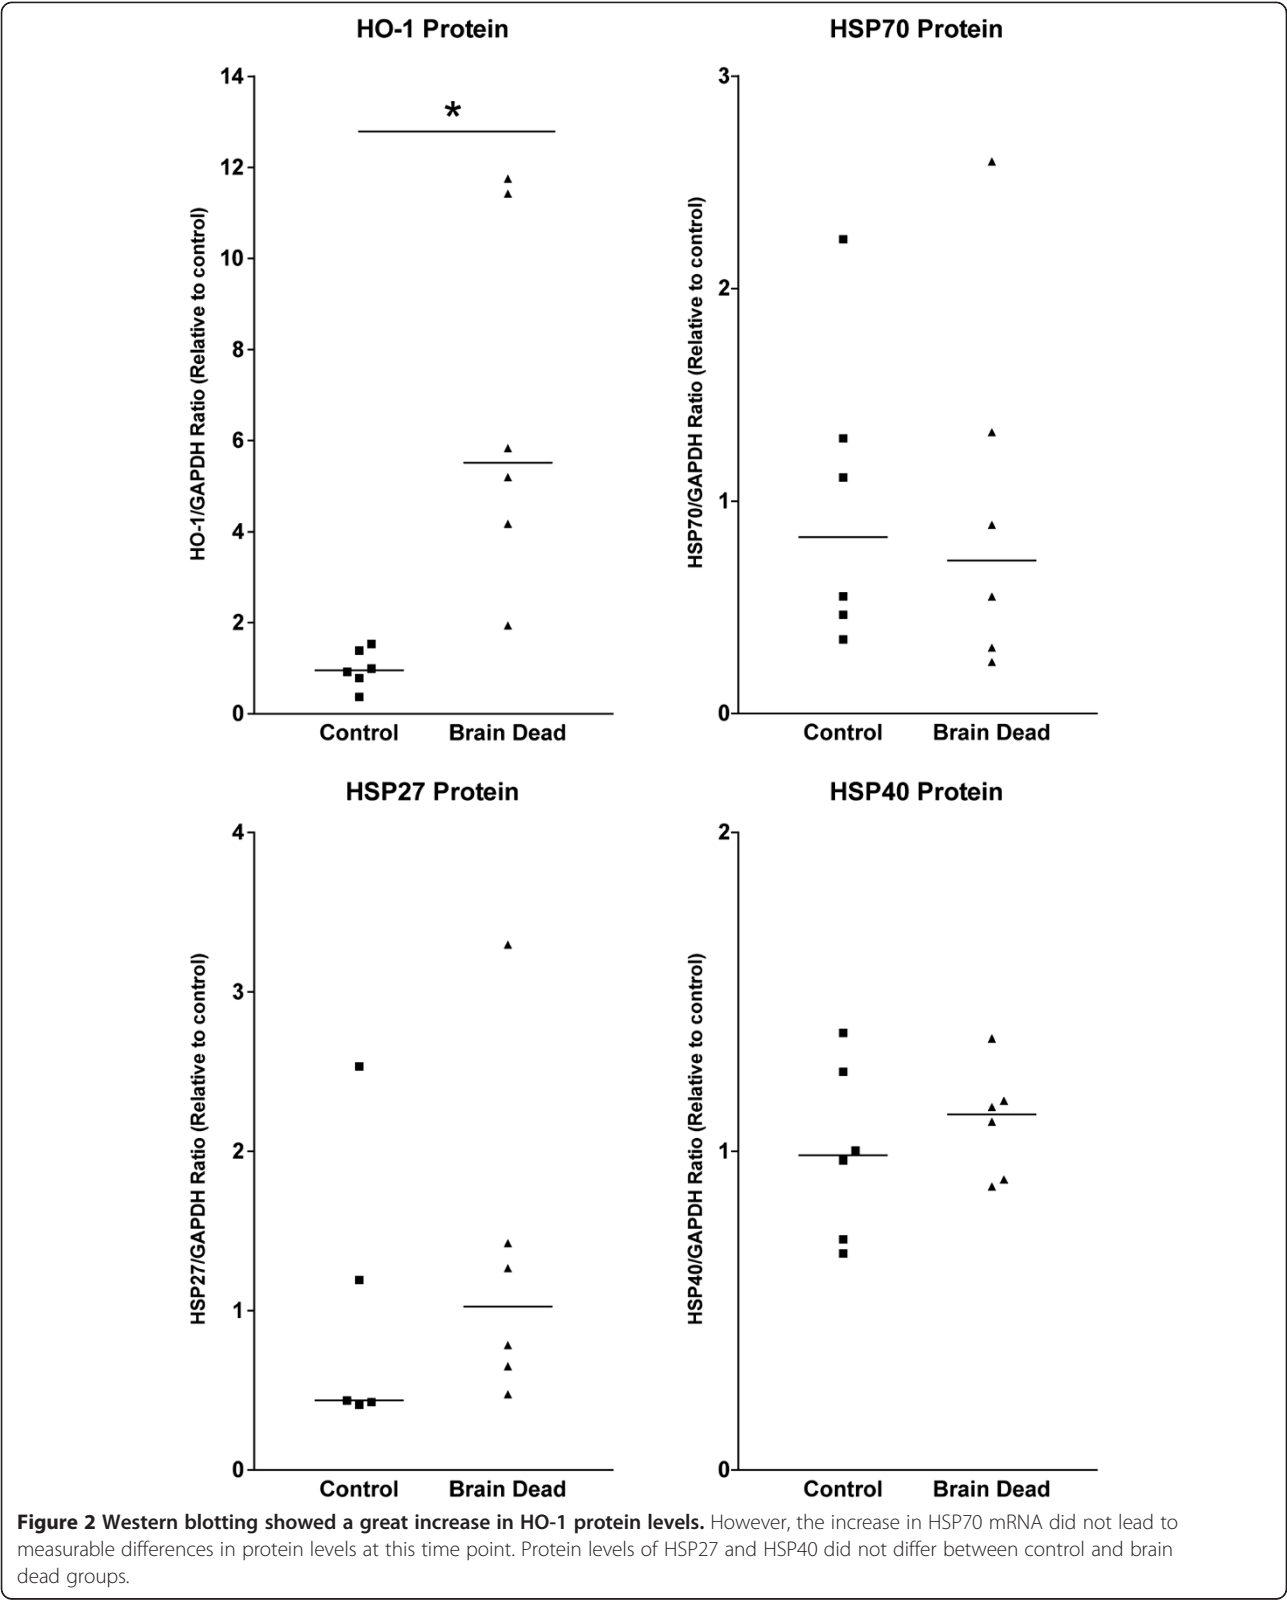 HO-1 Protein
14
12
10
8
6
4
2
0
HO-1/GAPDH Ratio (Relative to control)
*
Control Brain Dead
HSP70 Protein
3
2
1
0
HSP70/GAPDH Ratio (Relative to control)
Control Brain Dead
HSP27 Protein
4
3
2
1
0
HSP27/GAPDH Ratio (Relative to control)
Control Brain Dead
HSP40 Protein
2
1
0
HSP40/GAPDH Ratio (Relative to control)
Control Brain Dead
Figure 2 Western blotting showed a great increase in HO-1 protein levels. However, the increase in HSP70 mRNA did not lead to
measurable differences in protein levels at this time point. Protein levels of HSP27 and HSP40 did not differ between control and brain
dead groups.